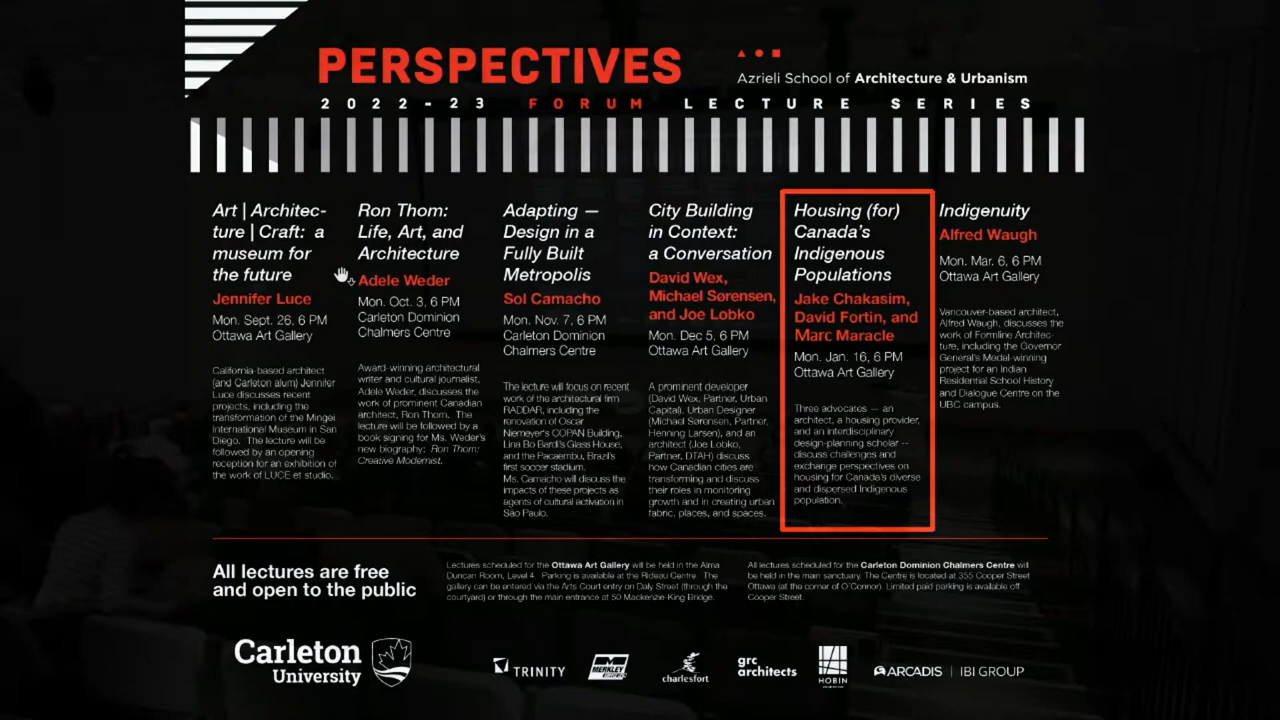 PERSPECTIVES
Azrieli School of Architecture & Urbanism
2022-23 FORUM LECTURE SERIES
Art | Architec-
ture | Craft: a
museum for
the future
Jennifer Luce
Mon. Sept. 26, 6 PM
Ottawa Art Gallery
California-based architect
(and Carleton alum) Jennifer
Luce discusses recent
projects, including the
transformation of the Mingei
International Museum in San
Diego. The lecture will be
followed by an opening
reception for an exhibition of
the work of LUCE et studio.
Ron Thom:
Life, Art, and
Architecture
Adele Weder
Mon. Oct. 3, 6 PM
Carleton Dominion
Chalmers Centre
Award-winning architectural
writer and cultural journalist,
Adele Weder, discusses the
work of prominent Canadian
architect, Ron Thom. The
lecture will be followed by a
book signing for Ms. Weder's
new biography: Ron Thom:
Creative Modernist.
Adapting —
Design in a
Fully Built
Metropolis
Sol Camacho
Mon. Nov. 7, 6 PM
Carleton Dominion
Chalmers Centre
The lecture will focus on recent
work of the architectural firm
RADDAR, including the
renovation of Oscar
Niemeyer's COPAN Building,
Lina Bo Bardi's Glass House,
and the Pacaembu, Brazil's
first soccer stadium.
Ms. Camacho will discuss the
impacts of these projects as
agents of cultural activation in
São Paulo.
City Building
in Context:
a Conversation
David Wex,
Michael Sørensen,
and Joe Lobko
Mon. Dec 5, 6 PM
Ottawa Art Gallery
A prominent developer
(David Wex, Partner, Urban
Capital). Urban Designer
(Michael Sørensen, Partner,
Henning Larsen), and an
architect (Joe Lobko,
Partner, DTAH) discuss
how Canadian cities are
transforming and discuss
their roles in monitoring
growth and in creating urban
fabric, places, and spaces.
Housing (for)
Canada's
Indigenous
Populations
Jake Chakasim,
David Fortin, and
Marc Maracle
Mon. Jan. 16, 6 PM
Ottawa Art Gallery
Three advocates — an
architect, a housing provider,
and an interdisciplinary
design-planning scholar --
discuss challenges and
exchange perspectives on
housing for Canada's diverse
and dispersed Indigenous
population.
Indigenuity
Alfred Waugh
Mon. Mar. 6, 6 PM
Ottawa Art Gallery
Vancouver-based architect,
Alfred Waugh, discusses the
work of Formline Architec-
ture, including the Governor
General's Medal-winning
project for an Indian
Residential School History
and Dialogue Centre on the
UBC campus.
All lectures are free
and open to the public
Lectures scheduled for the Ottawa Art Gallery will be held in the Alma
Duncan Room, Level 4. Parking is available at the Rideau Centre. The
gallery can be entered via the Arts Court entry on Daly Street (through the
courtyard) or through the main entrance at 50 Mackenzie-King Bridge.
All lectures scheduled for the Carleton Dominion Chalmers Centre will
be held in the main sanctuary. The Centre is located at 355 Cooper Street
Ottawa (at the corner of O'Connor). Limited paid parking is available off
Cooper Street.
Carleton
University
TRINITY
MERKLEY
charlesfort
grc
architects
HOBIN
ARCADIS | IBI GROUP